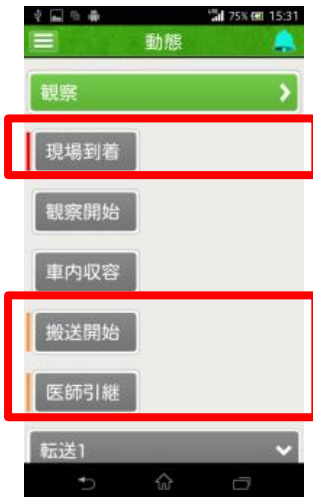 75% 15:31
動態
観察
現場到着
観察開始
車内収容
搬送開始
医師引継
転送1